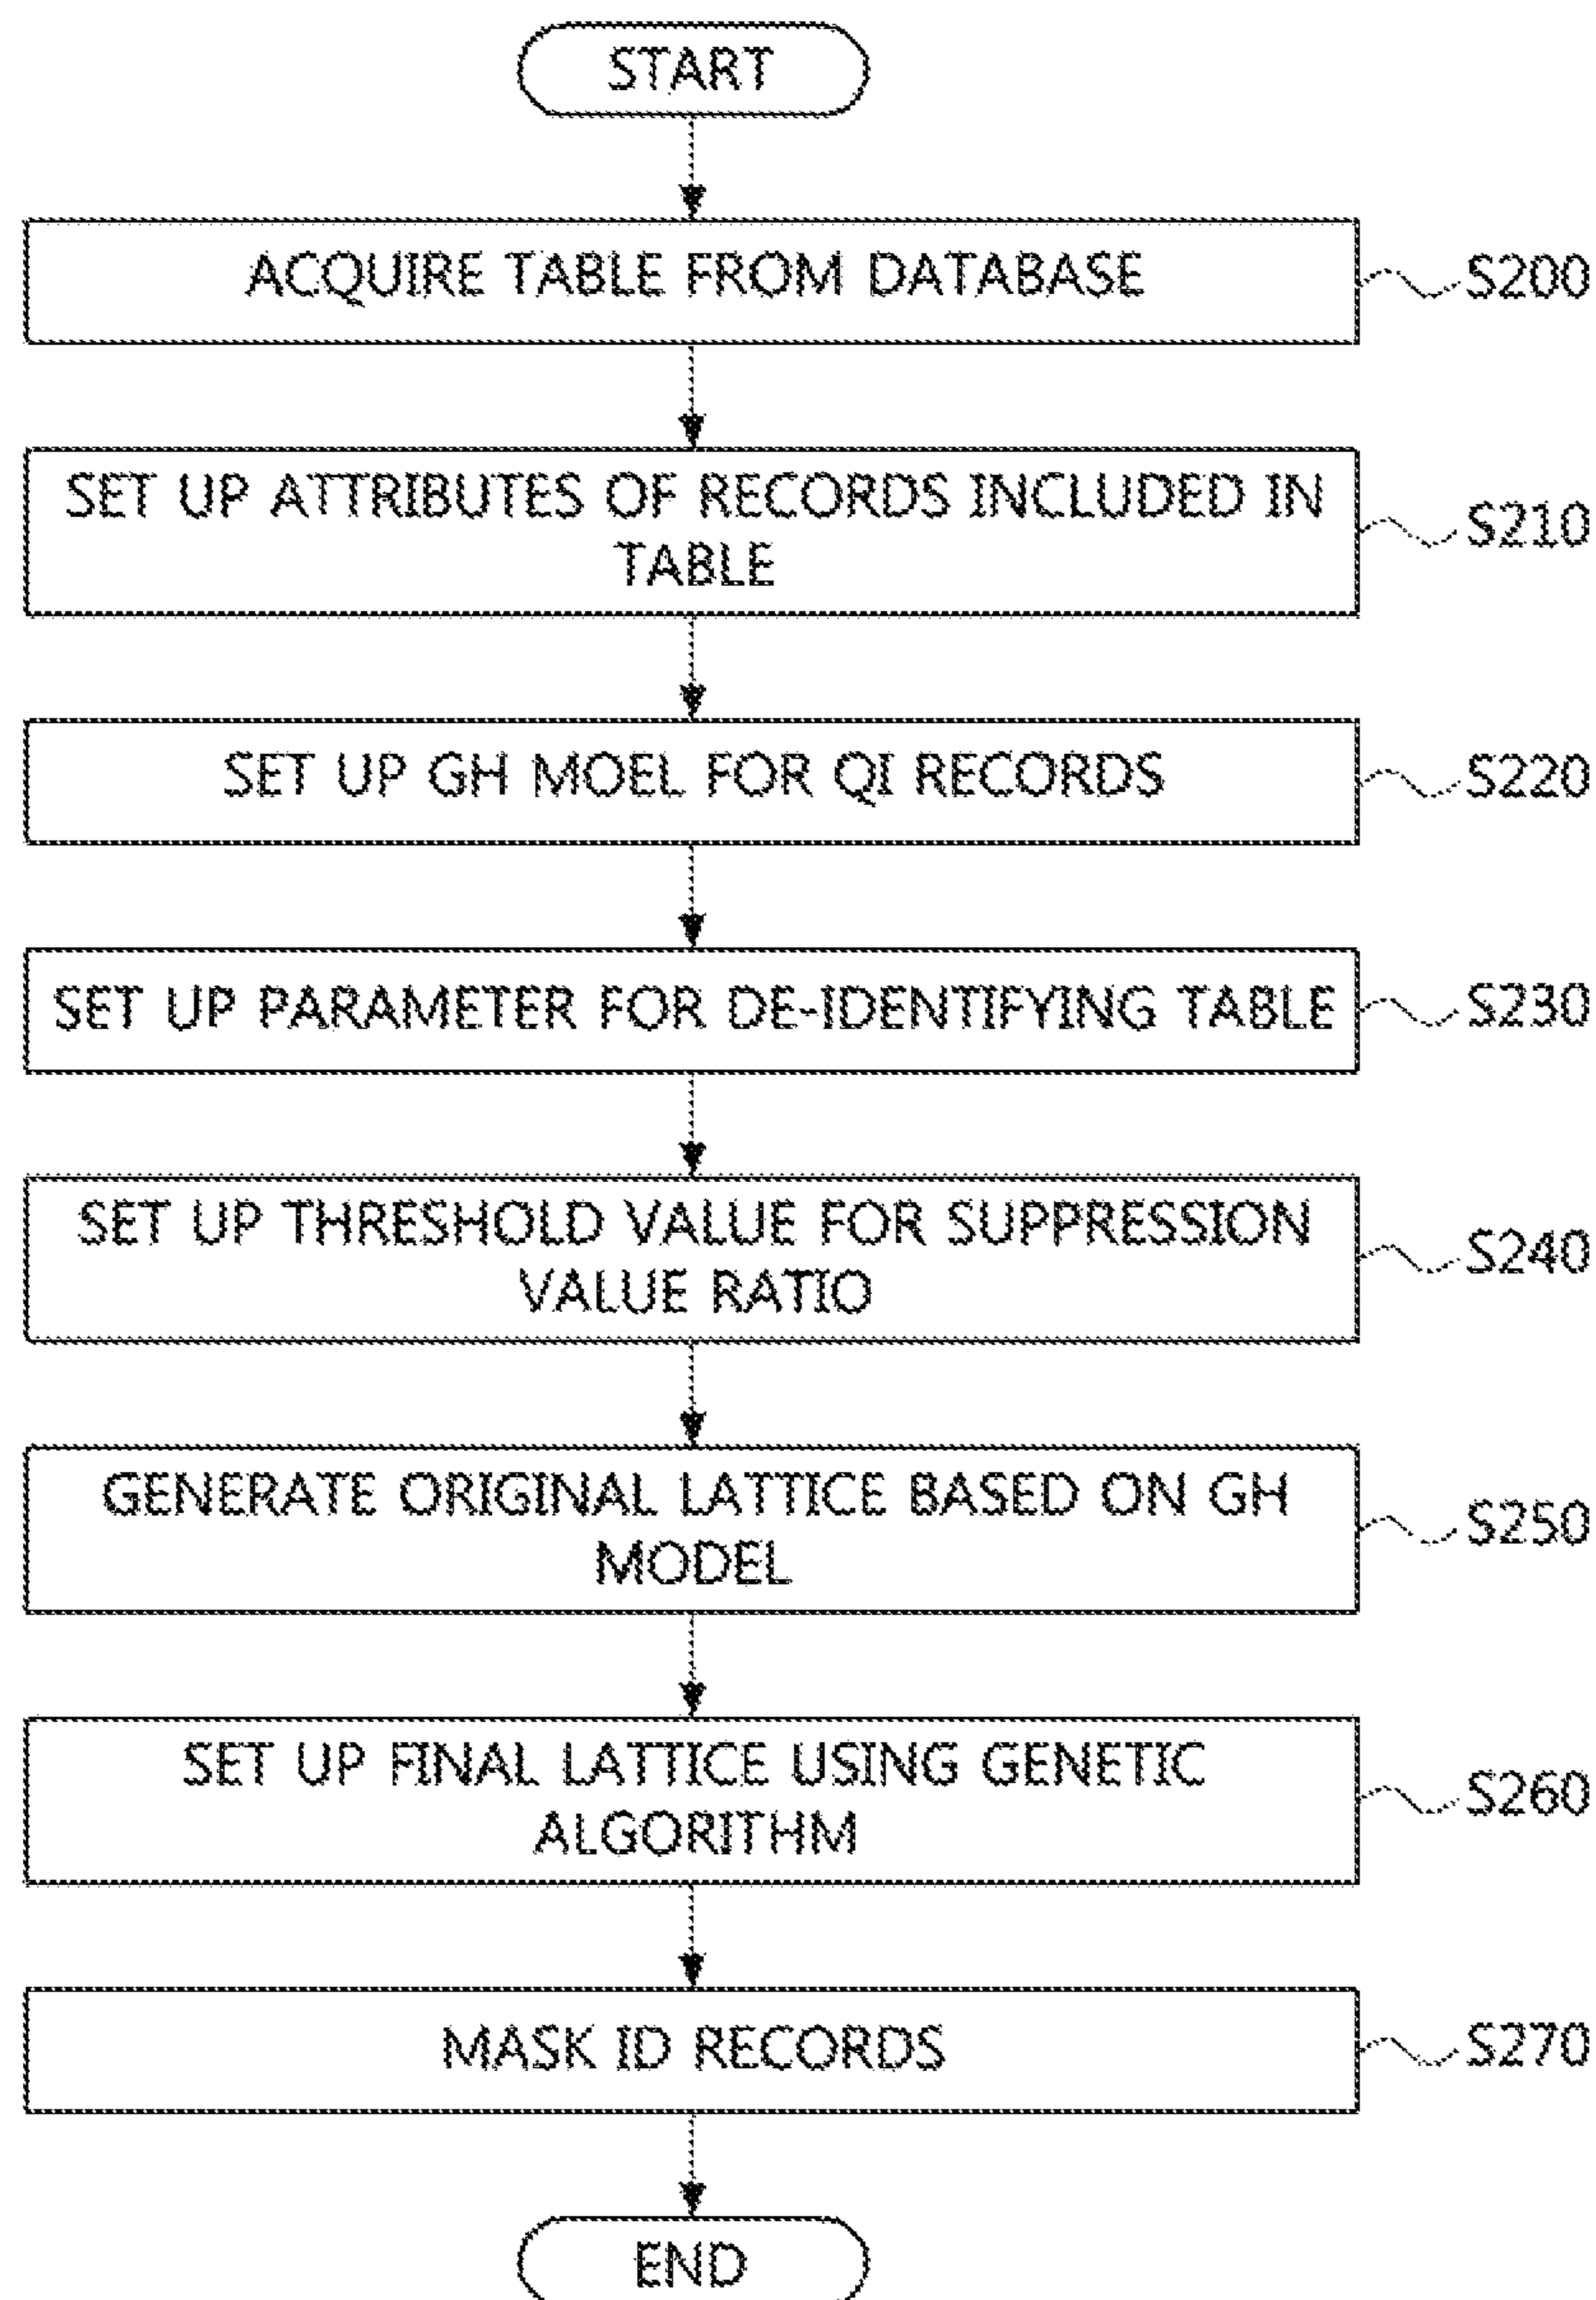 START
ACQUIRE TABLE FROM DATABASE
S200
SET UP ATTRIBUTES OF RECORDS INCLUDED IN
TABLE
S210
SET UP GH MOEL FOR QI RECORDS
S220
SET UP PARAMETER FOR DE-IDENTIFYING TABLE
S230
SET UP THRESHOLD VALUE FOR SUPPRESSION
VALUE RATIO
S240
GENERATE ORIGINAL LATTICE BASED ON GH
MODEL
S250
SET UP FINAL LATTICE USING GENETIC
ALGORITHM
S260
MASK ID RECORDS
S270
END